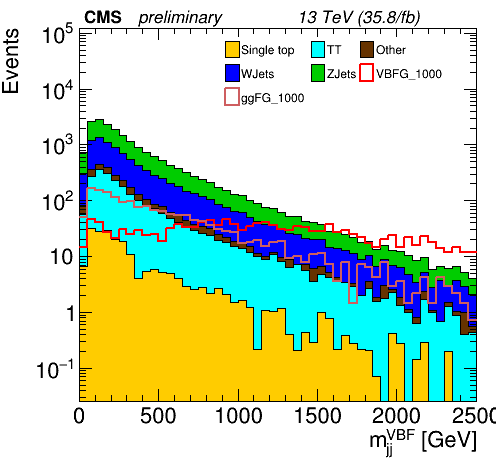 CMS preliminary 13 TeV (35.8/fb)
Events
Single top TT Other
WJets ZJets VBFG_1000
ggFG_1000
10^5
10^4
10^3
10^2
10
1
10^−1
0 500 1000 1500 2000 2500
m_jj^VBF [GeV]